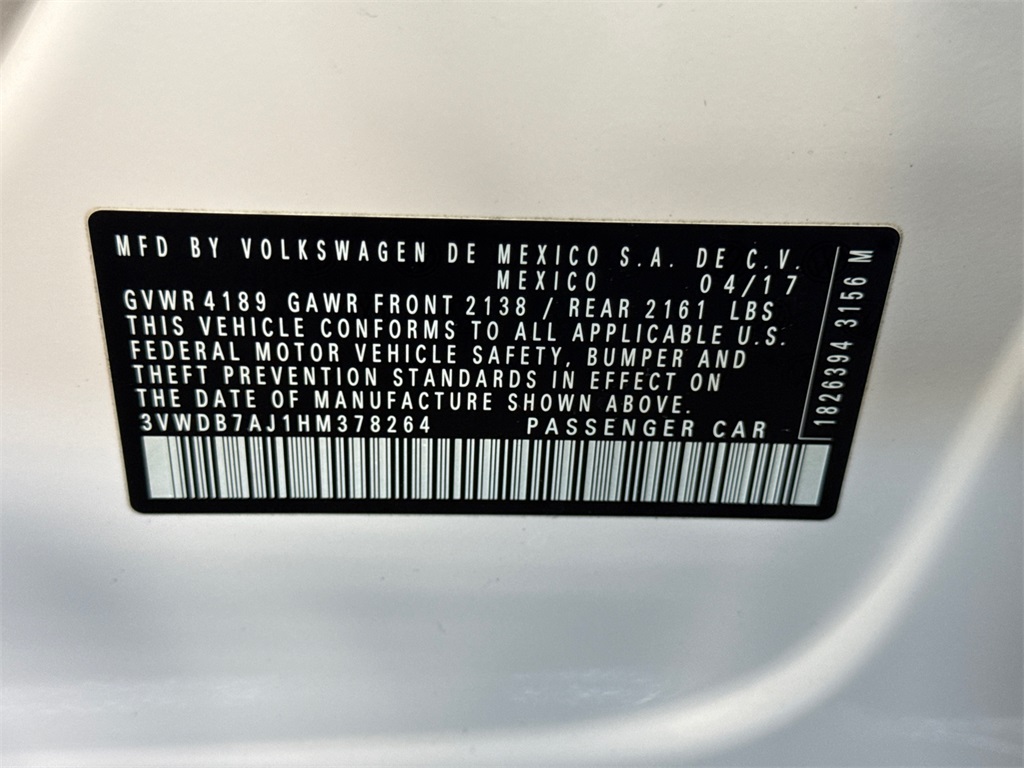 MFD BY VOLKSWAGEN DE MEXICO S.A. DE C.V.
MEXICO 04/17
GVWR 4189 GAWR FRONT 2138 / REAR 2161 LBS
THIS VEHICLE CONFORMS TO ALL APPLICABLE U.S.
FEDERAL MOTOR VEHICLE SAFETY, BUMPER AND
THEFT PREVENTION STANDARDS IN EFFECT ON
THE DATE OF MANUFACTURE SHOWN ABOVE.
3VWDB7AJ1HM378264 PASSENGER CAR
1826394 3156 M